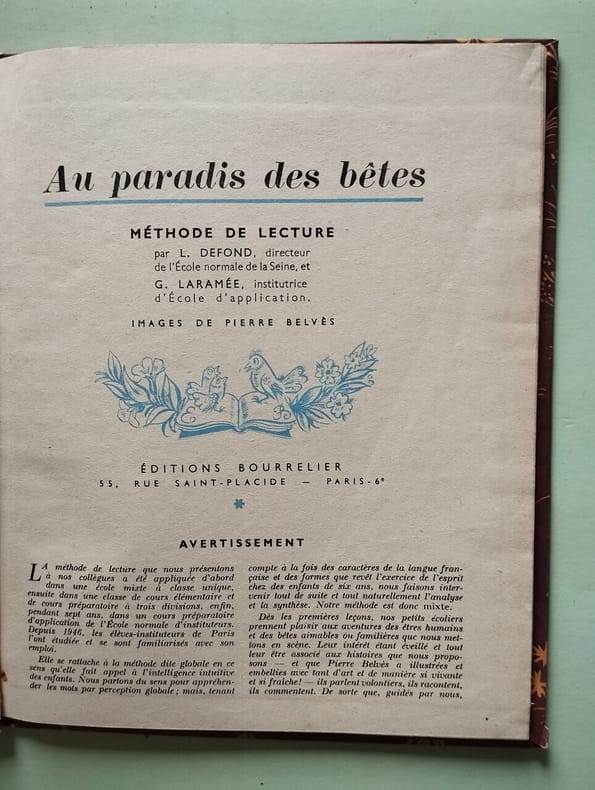 Au paradis des bêtes
MÉTHODE DE LECTURE
par L. DEFOND, directeur
de l'École normale de la Seine, et
G. LARAMÉE, institutrice
d'École d'application.
IMAGES DE PIERRE BELVÈS
ÉDITIONS BOURRELIER
55, RUE SAINT-PLACIDE — PARIS-6e
*
AVERTISSEMENT
LA méthode de lecture que nous présentons
à nos collègues a été appliquée d'abord
dans une école mixte à classe unique,
ensuite dans une classe de cours élémentaire et
de cours préparatoire à trois divisions, enfin,
pendant sept ans, dans un cours préparatoire
d'application de l'École normale d'instituteurs.
Depuis 1946, les élèves-instituteurs de Paris
l'ont étudiée et se sont familiarisés avec son
emploi.
Elle se rattache à la méthode dite globale en ce
sens qu'elle fait appel à l'intelligence intuitive
des enfants. Nous partons du sens pour appréhen-
der les mots par perception globale ; mais, tenant
compte à la fois des caractères de la langue fran-
çaise et des formes que revêt l'exercice de l'esprit
chez des enfants de six ans, nous faisons inter-
venir tout de suite et tout naturellement l'analyse
et la synthèse. Notre méthode est donc mixte.
Dès les premières leçons, nos petits écoliers
prennent plaisir aux aventures des êtres humains
et des bêtes aimables ou familières que nous met-
tons en scène. Leur intérêt étant éveillé et tout
leur être associé aux histoires que nous propo-
sons — et que Pierre Belvès a illustrées et
embellies avec tant d'art et de manière si vivante
et si fraîche! — ils parlent volontiers, ils racontent,
ils commentent. De sorte que, guidés par nous,